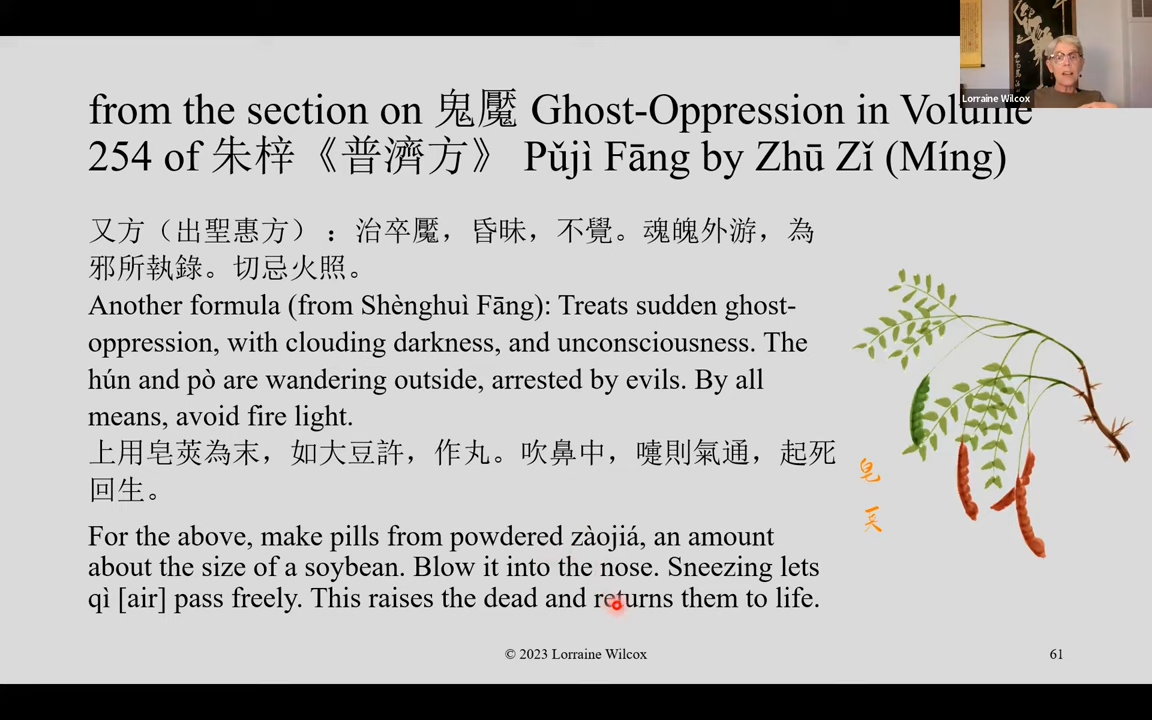 Lorraine Wilcox
from the section on 鬼魘 Ghost-Oppression in Volume
254 of 朱梓《普濟方》 Pǔjì Fāng by Zhū Zǐ (Míng)
又方（出聖惠方）：治卒魘，昏昧，不覺。魂魄外游，為
邪所執錄。切忌火照。
Another formula (from Shènghuì Fāng): Treats sudden ghost-
oppression, with clouding darkness, and unconsciousness. The
hún and pò are wandering outside, arrested by evils. By all
means, avoid fire light.
上用皂莢為末，如大豆許，作丸。吹鼻中，嚏則氣通，起死
回生。
For the above, make pills from powdered zàojiá, an amount
about the size of a soybean. Blow it into the nose. Sneezing lets
qì [air] pass freely. This raises the dead and returns them to life.
皂
莢
© 2023 Lorraine Wilcox
61